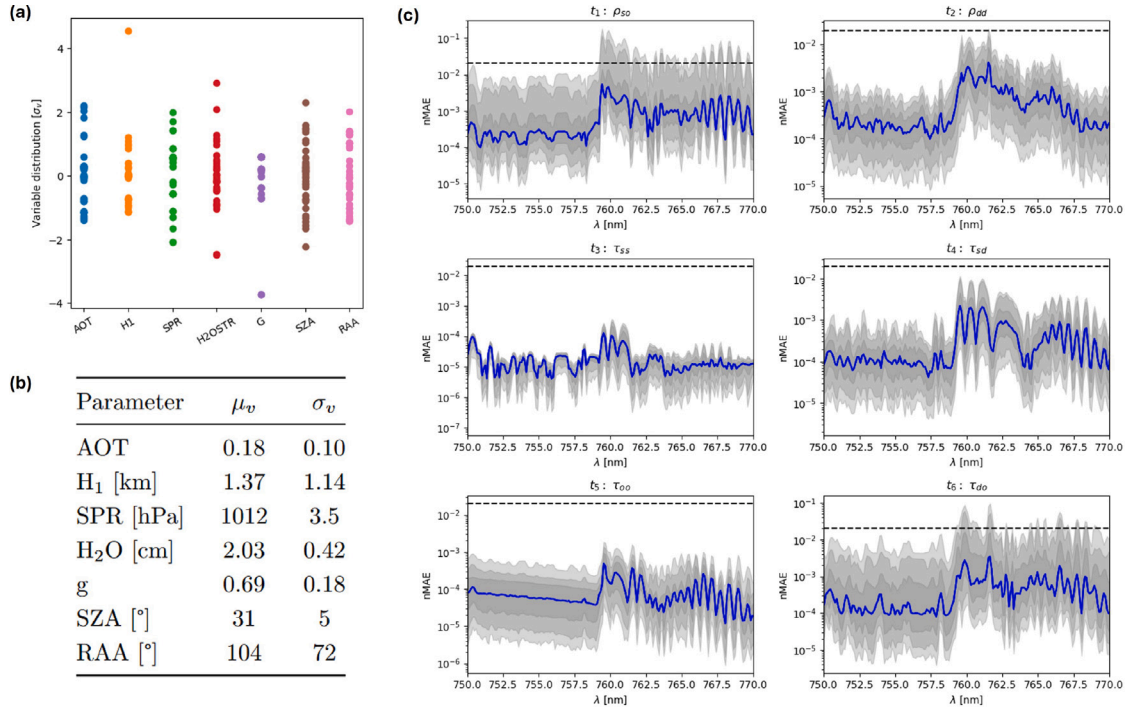 (a)
Variable distribution [σv]
4
2
0
−2
−4
AOT
H1
SPR
H2OSTR
G
SZA
RAA
(b)
Parameter μv σv
AOT 0.18 0.10
H1 [km] 1.37 1.14
SPR [hPa] 1012 3.5
H2O [cm] 2.03 0.42
g 0.69 0.18
SZA [°] 31 5
RAA [°] 104 72
(c)
t1 : ρso
nMAE
10−1
10−2
10−3
10−4
10−5
750.0 752.5 755.0 757.5 760.0 762.5 765.0 767.5 770.0
λ [nm]
t2 : ρdd
nMAE
10−2
10−3
10−4
10−5
750.0 752.5 755.0 757.5 760.0 762.5 765.0 767.5 770.0
λ [nm]
t3 : τss
nMAE
10−2
10−3
10−4
10−5
10−6
10−7
750.0 752.5 755.0 757.5 760.0 762.5 765.0 767.5 770.0
λ [nm]
t4 : τsd
nMAE
10−2
10−3
10−4
10−5
750.0 752.5 755.0 757.5 760.0 762.5 765.0 767.5 770.0
λ [nm]
t5 : τoo
nMAE
10−2
10−3
10−4
10−5
10−6
750.0 752.5 755.0 757.5 760.0 762.5 765.0 767.5 770.0
λ [nm]
t6 : τdo
nMAE
10−1
10−2
10−3
10−4
10−5
750.0 752.5 755.0 757.5 760.0 762.5 765.0 767.5 770.0
λ [nm]